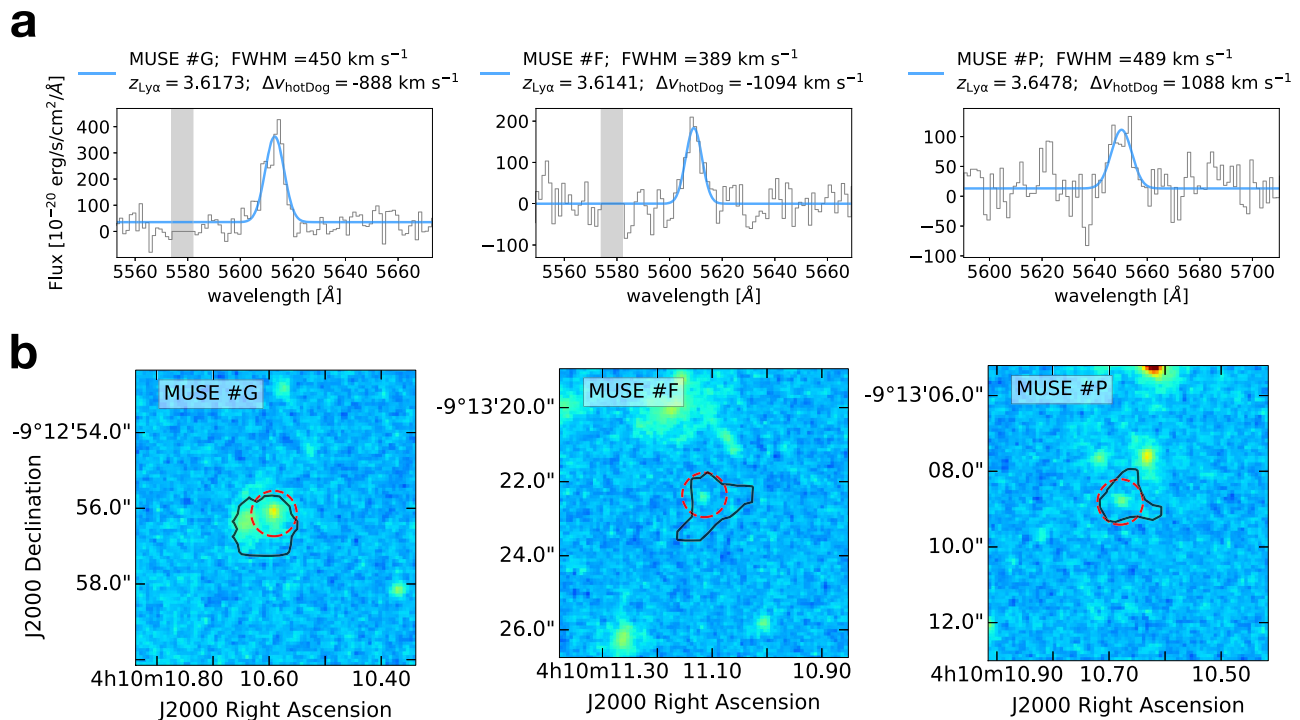 a
MUSE #G; FWHM =450 km s⁻¹
z_Lyα = 3.6173; Δv_hotDog = -888 km s⁻¹
MUSE #F; FWHM =389 km s⁻¹
z_Lyα = 3.6141; Δv_hotDog = -1094 km s⁻¹
MUSE #P; FWHM =489 km s⁻¹
z_Lyα = 3.6478; Δv_hotDog = 1088 km s⁻¹
Flux [10⁻²⁰ erg/s/cm²/Å]
400
300
200
100
0
5560 5580 5600 5620 5640 5660
wavelength [Å]
200
100
0
−100
5560 5580 5600 5620 5640 5660
wavelength [Å]
100
50
0
−50
−100
5600 5620 5640 5660 5680 5700
wavelength [Å]
b
MUSE #G
J2000 Declination
-9°12'54.0"
56.0"
58.0"
4h10m10.80 10.60 10.40
J2000 Right Ascension
MUSE #F
-9°13'20.0"
22.0"
24.0"
26.0"
4h10m11.30 11.10 10.90
J2000 Right Ascension
MUSE #P
-9°13'06.0"
08.0"
10.0"
12.0"
4h10m10.90 10.70 10.50
J2000 Right Ascension